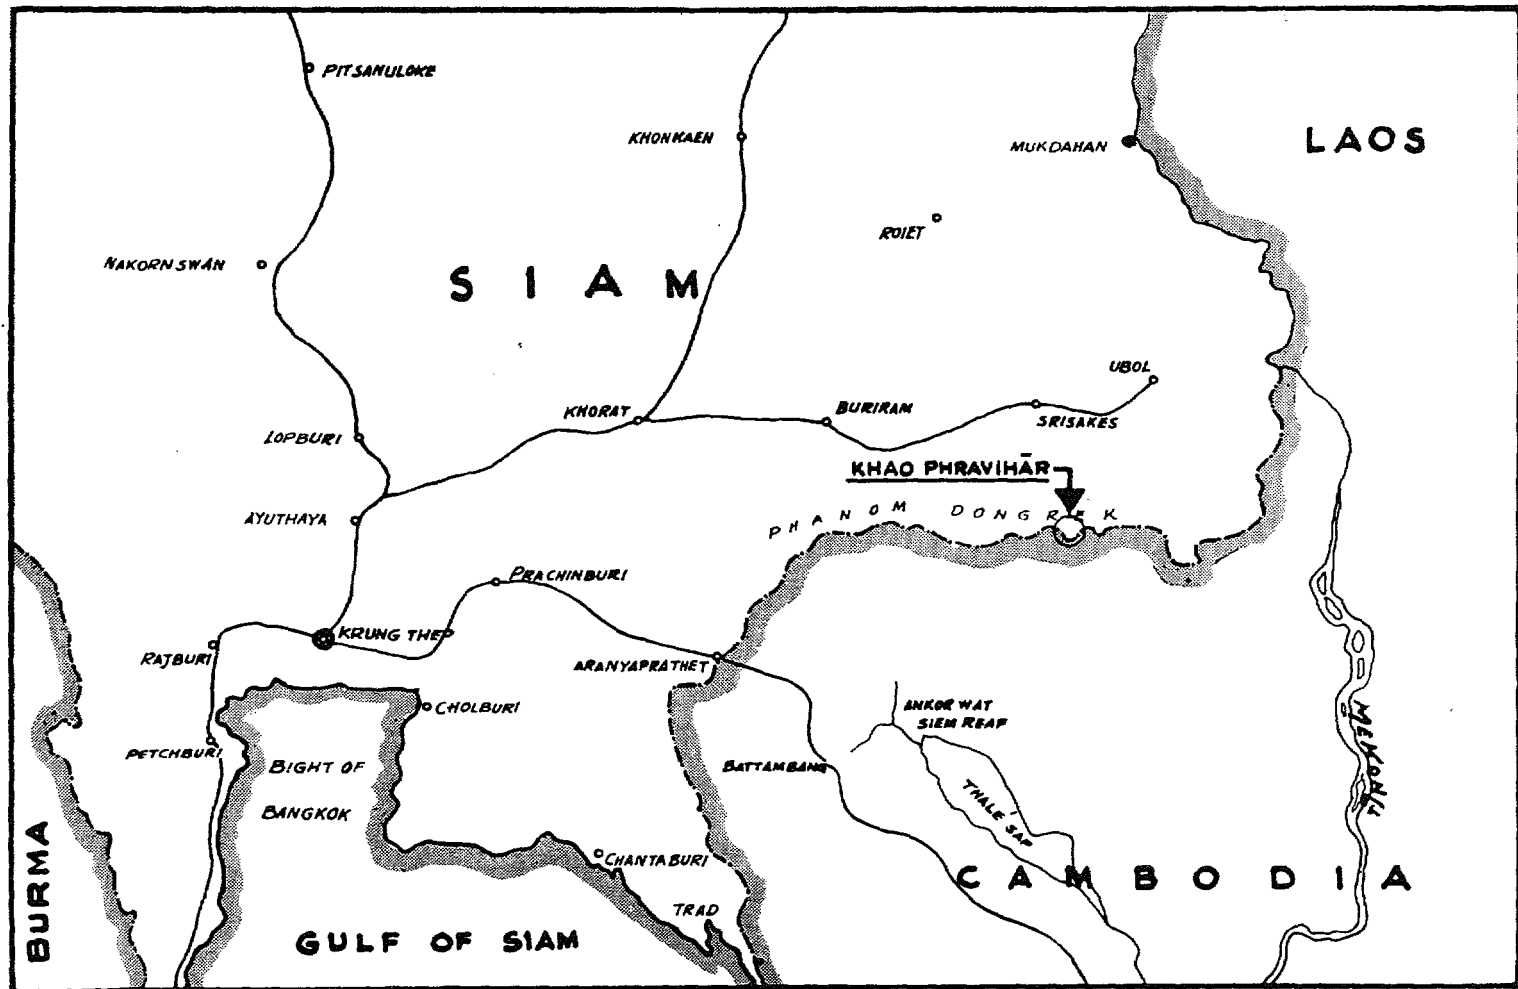 PITSANULOKE
KHONKAEN
MUKDAHAN
LAOS
ROIET
NAKORNSWAN
SIAM
UBOL
KHORAT
BURIRAM
SRISAKES
LOPBURI
KHAO PHRAVIHĀR
AYUTHAYA
PHANOM DONGREK
PRACHINBURI
KRUNG THEP
RAJBURI
ARANYAPRATHET
CHOLBURI
ANKOR WAT
SIEM REAP
PETCHBURI
BIGHT OF
BANGKOK
BATTAMBANG
MEKONG
THALE SAP
BURMA
CHANTABURI
CAMBODIA
TRAD
GULF OF SIAM